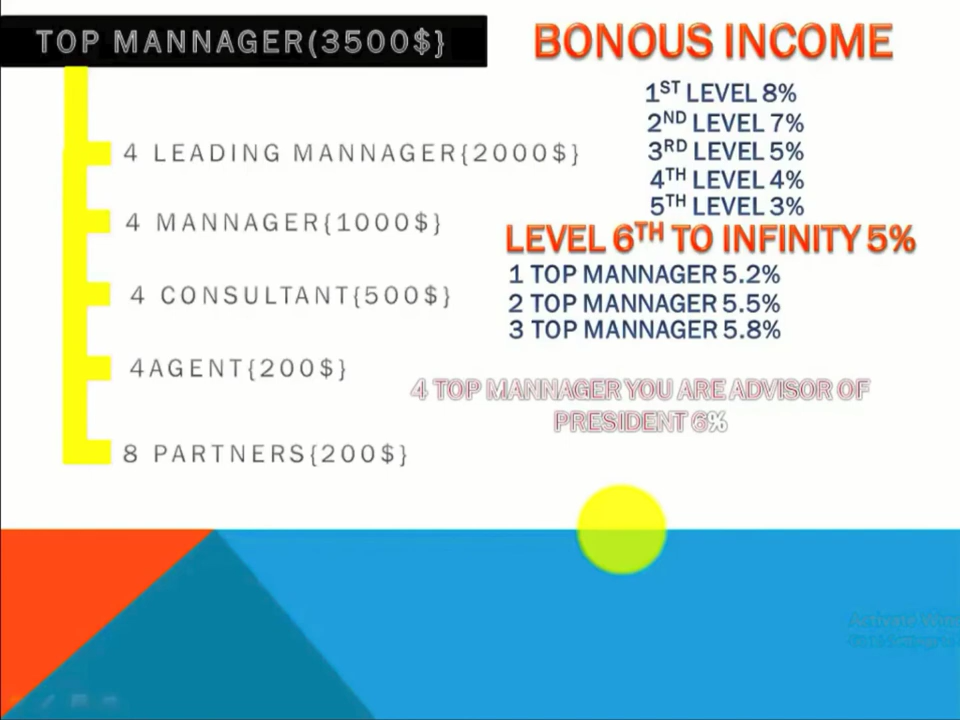 TOP MANNAGER(3500$}
4 LEADING MANNAGER{2000$}
4 MANNAGER{1000$}
4 CONSULTANT{500$}
4AGENT{200$}
8 PARTNERS{200$}
BONOUS INCOME
1ST LEVEL 8%
2ND LEVEL 7%
3RD LEVEL 5%
4TH LEVEL 4%
5TH LEVEL 3%
LEVEL 6TH TO INFINITY 5%
1 TOP MANNAGER 5.2%
2 TOP MANNAGER 5.5%
3 TOP MANNAGER 5.8%
4 TOP MANNAGER YOU ARE ADVISOR OF
PRESIDENT 6%
Activate